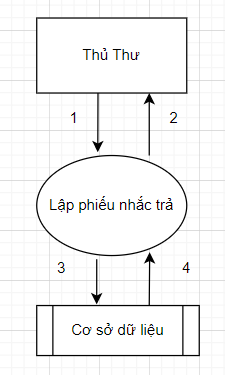 Thủ Thư
1 2
Lập phiếu nhắc trả
3 4
Cơ sở dữ liệu